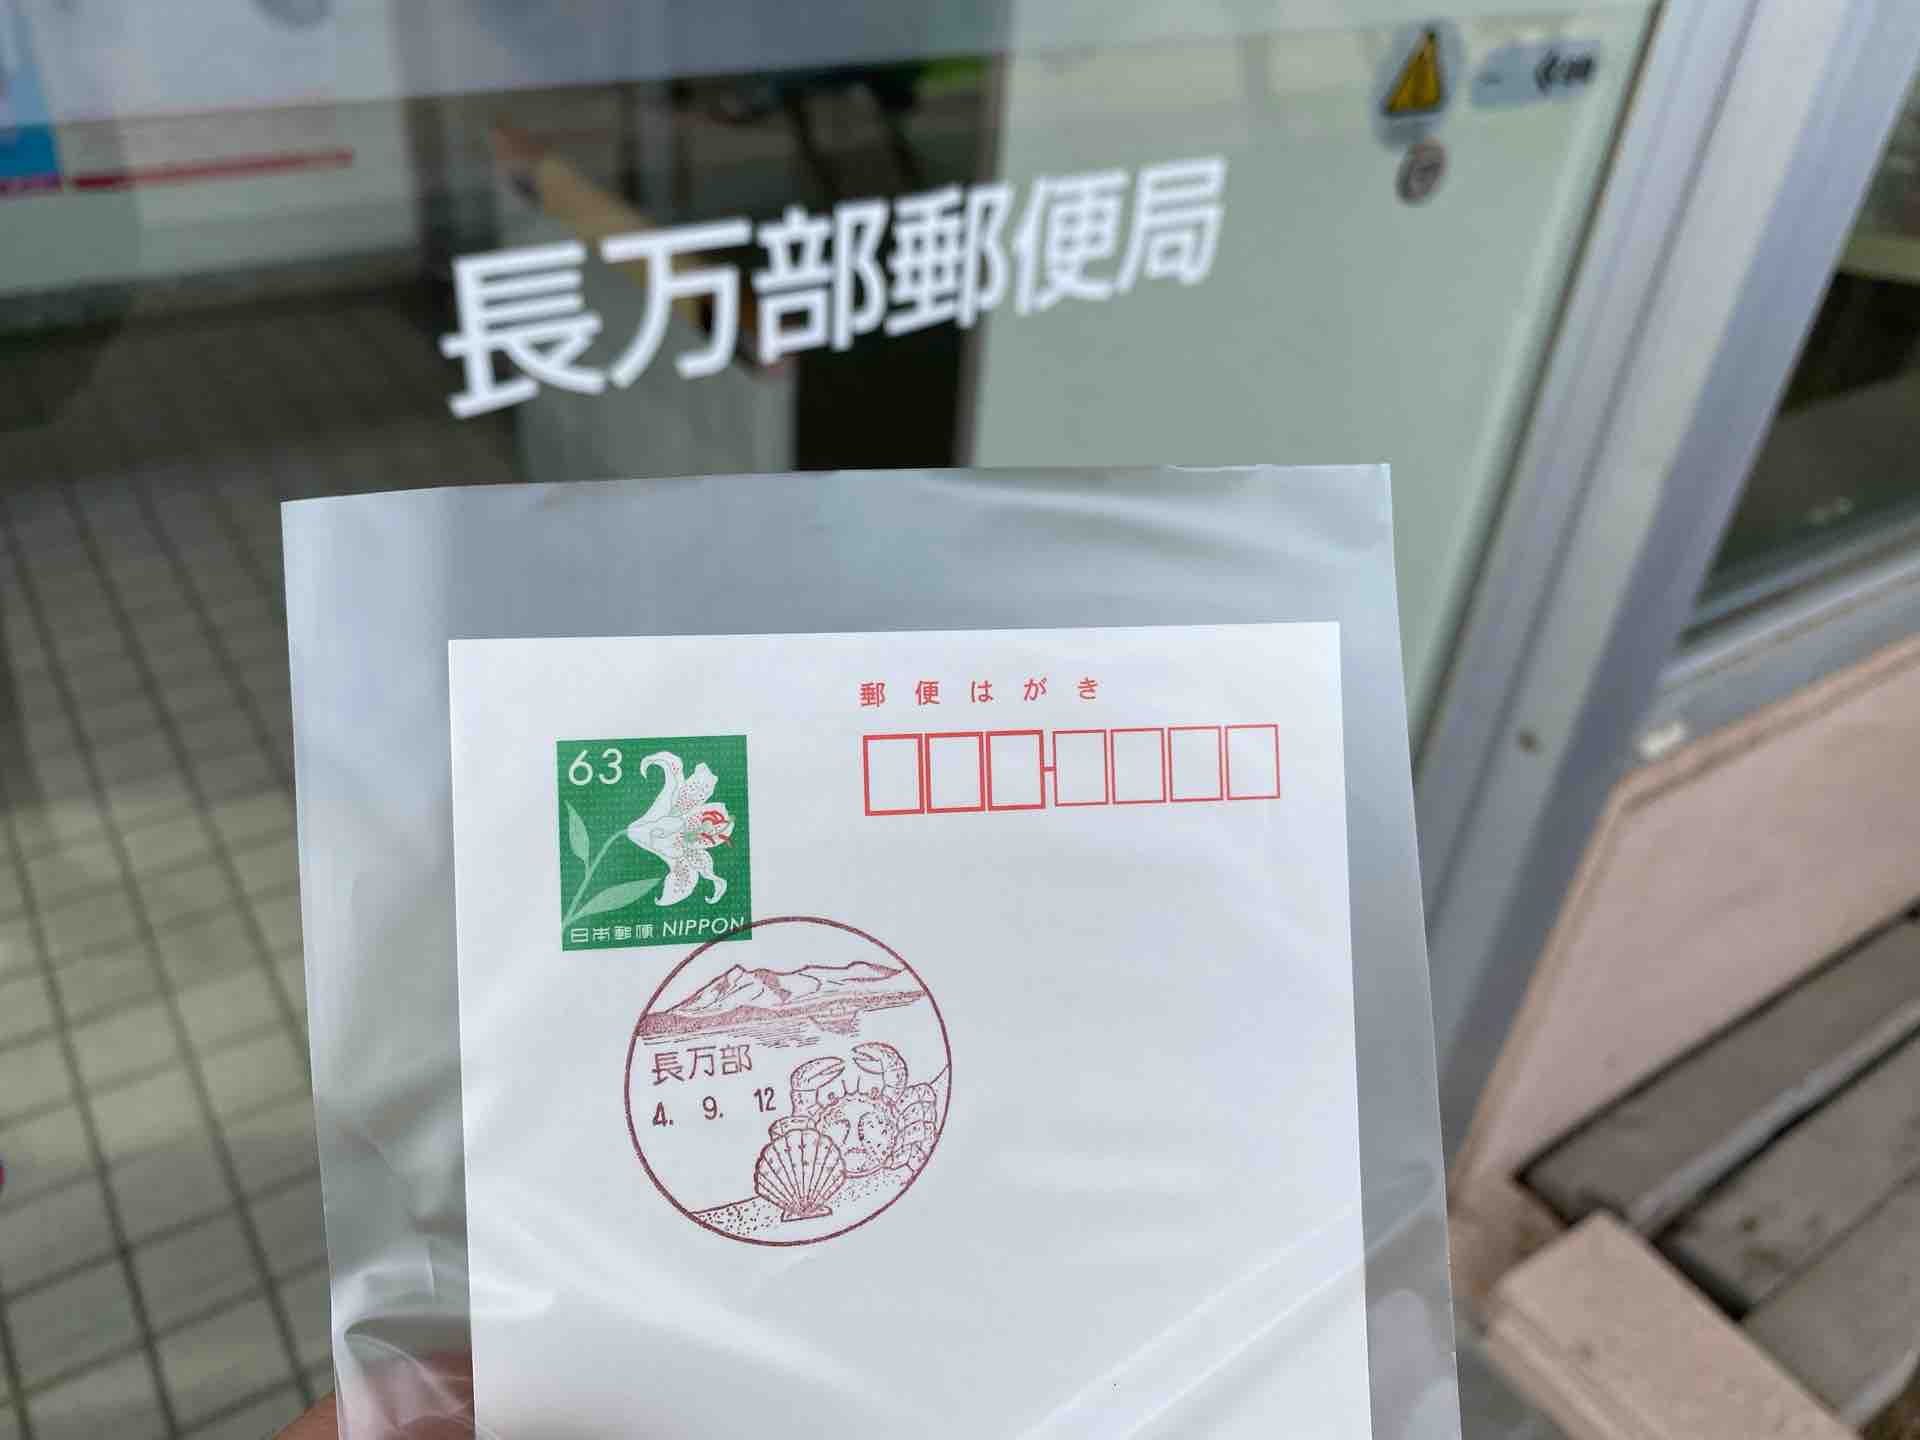 長万部郵便局
郵便はがき
63
日本郵便 NIPPON
長万部
4. 9. 12